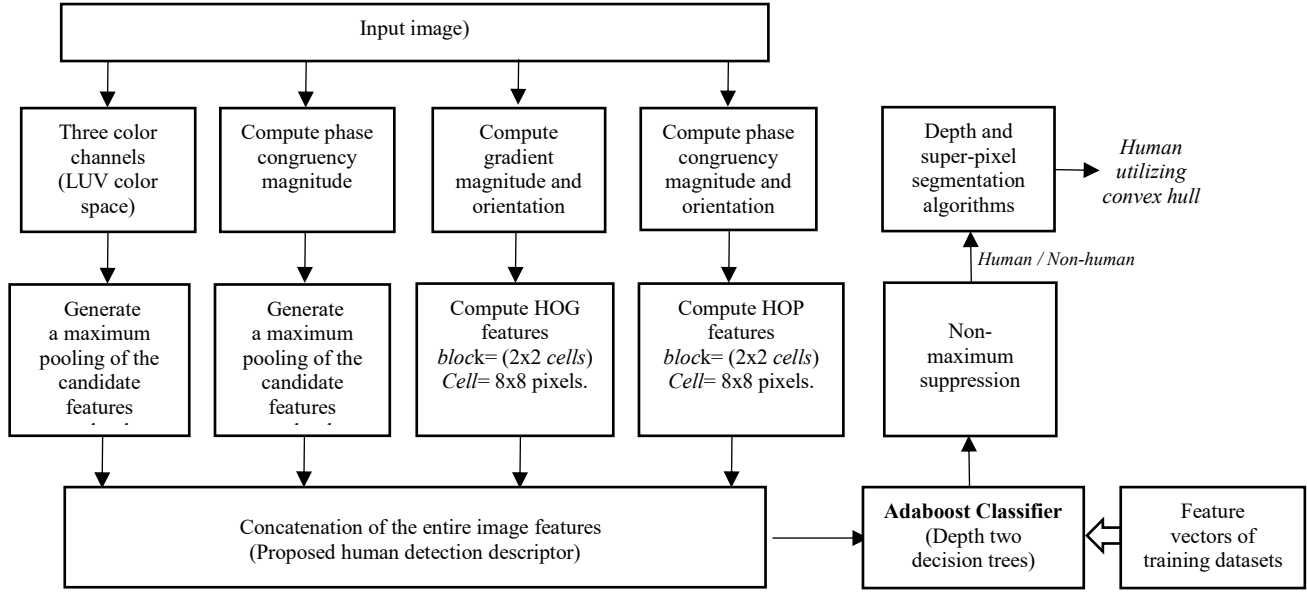 Input image)
Three color
channels
(LUV color
space)
Compute phase
congruency
magnitude
Compute
gradient
magnitude and
orientation
Compute phase
congruency
magnitude and
orientation
Depth and
super-pixel
segmentation
algorithms
Human
utilizing
convex hull
Human / Non-human
Generate
a maximum
pooling of the
candidate
features
Generate
a maximum
pooling of the
candidate
features
Compute HOG
features
block= (2x2 cells)
Cell= 8x8 pixels.
Compute HOP
features
block= (2x2 cells)
Cell= 8x8 pixels.
Non-
maximum
suppression
Concatenation of the entire image features
(Proposed human detection descriptor)
Adaboost Classifier
(Depth two
decision trees)
Feature
vectors of
training datasets